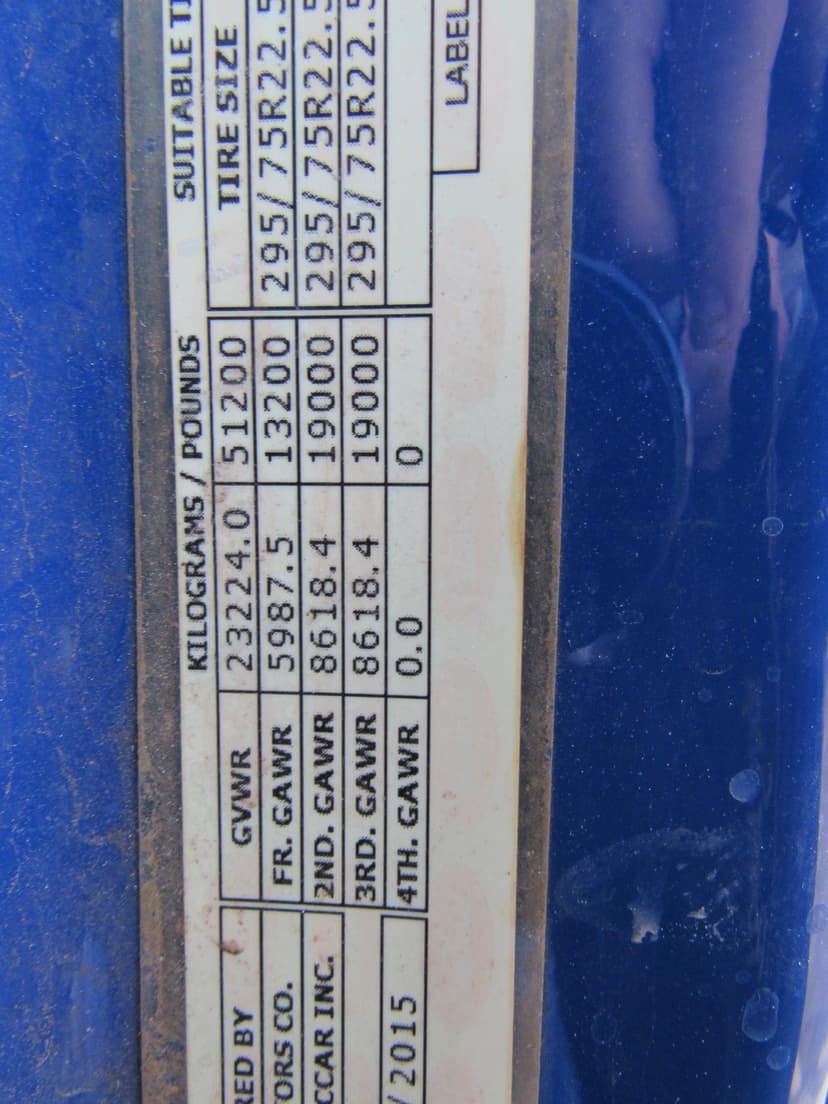 RED BY
ORS CO.
CCAR INC.
/2015
KILOGRAMS / POUNDS
GVWR 23224.0 51200
FR. GAWR 5987.5 13200
2ND. GAWR 8618.4 19000
3RD. GAWR 8618.4 19000
4TH. GAWR 0.0 0
SUITABLE TI
TIRE SIZE
295/75R22.5
295/75R22.5
295/75R22.5
LABEL